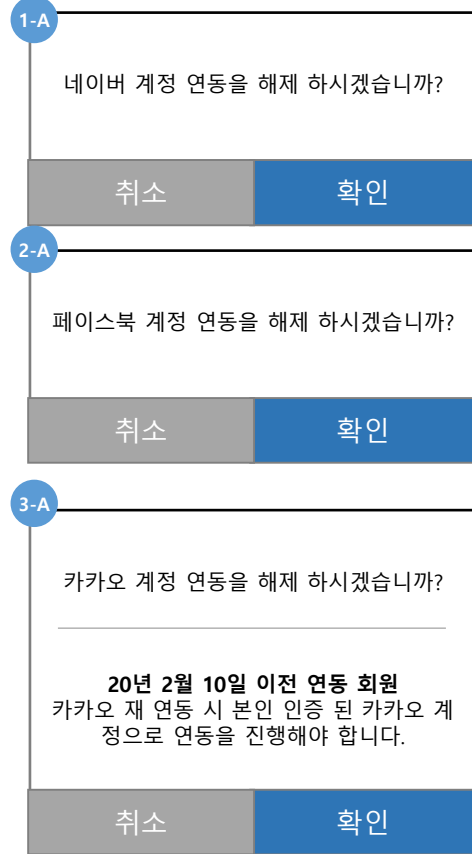 1-A
네이버 계정 연동을 해제 하시겠습니까?
취소 확인
2-A
페이스북 계정 연동을 해제 하시겠습니까?
취소 확인
3-A
카카오 계정 연동을 해제 하시겠습니까?
20년 2월 10일 이전 연동 회원
카카오 재 연동 시 본인 인증 된 카카오 계
정으로 연동을 진행해야 합니다.
취소 확인